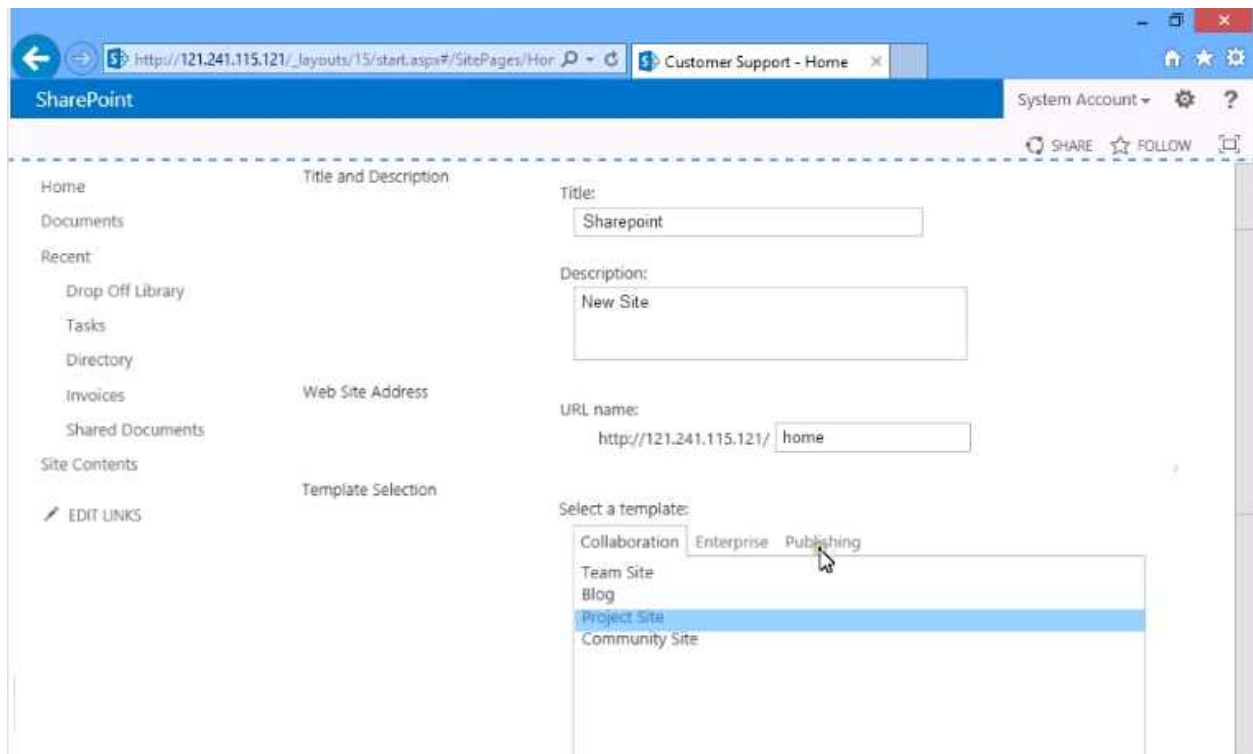 http://121.241.115.121/_layouts/15/start.aspx#/SitePages/Hor
Customer Support - Home
SharePoint
System Account
?
SHARE
FOLLOW
Home
Documents
Recent
Drop Off Library
Tasks
Directory
Invoices
Shared Documents
Site Contents
EDIT LINKS
Title and Description
Title:
Sharepoint
Description:
New Site
Web Site Address
URL name:
http://121.241.115.121/ home
Template Selection
Select a template:
Collaboration Enterprise Publishing
Team Site
Blog
Project Site
Community Site